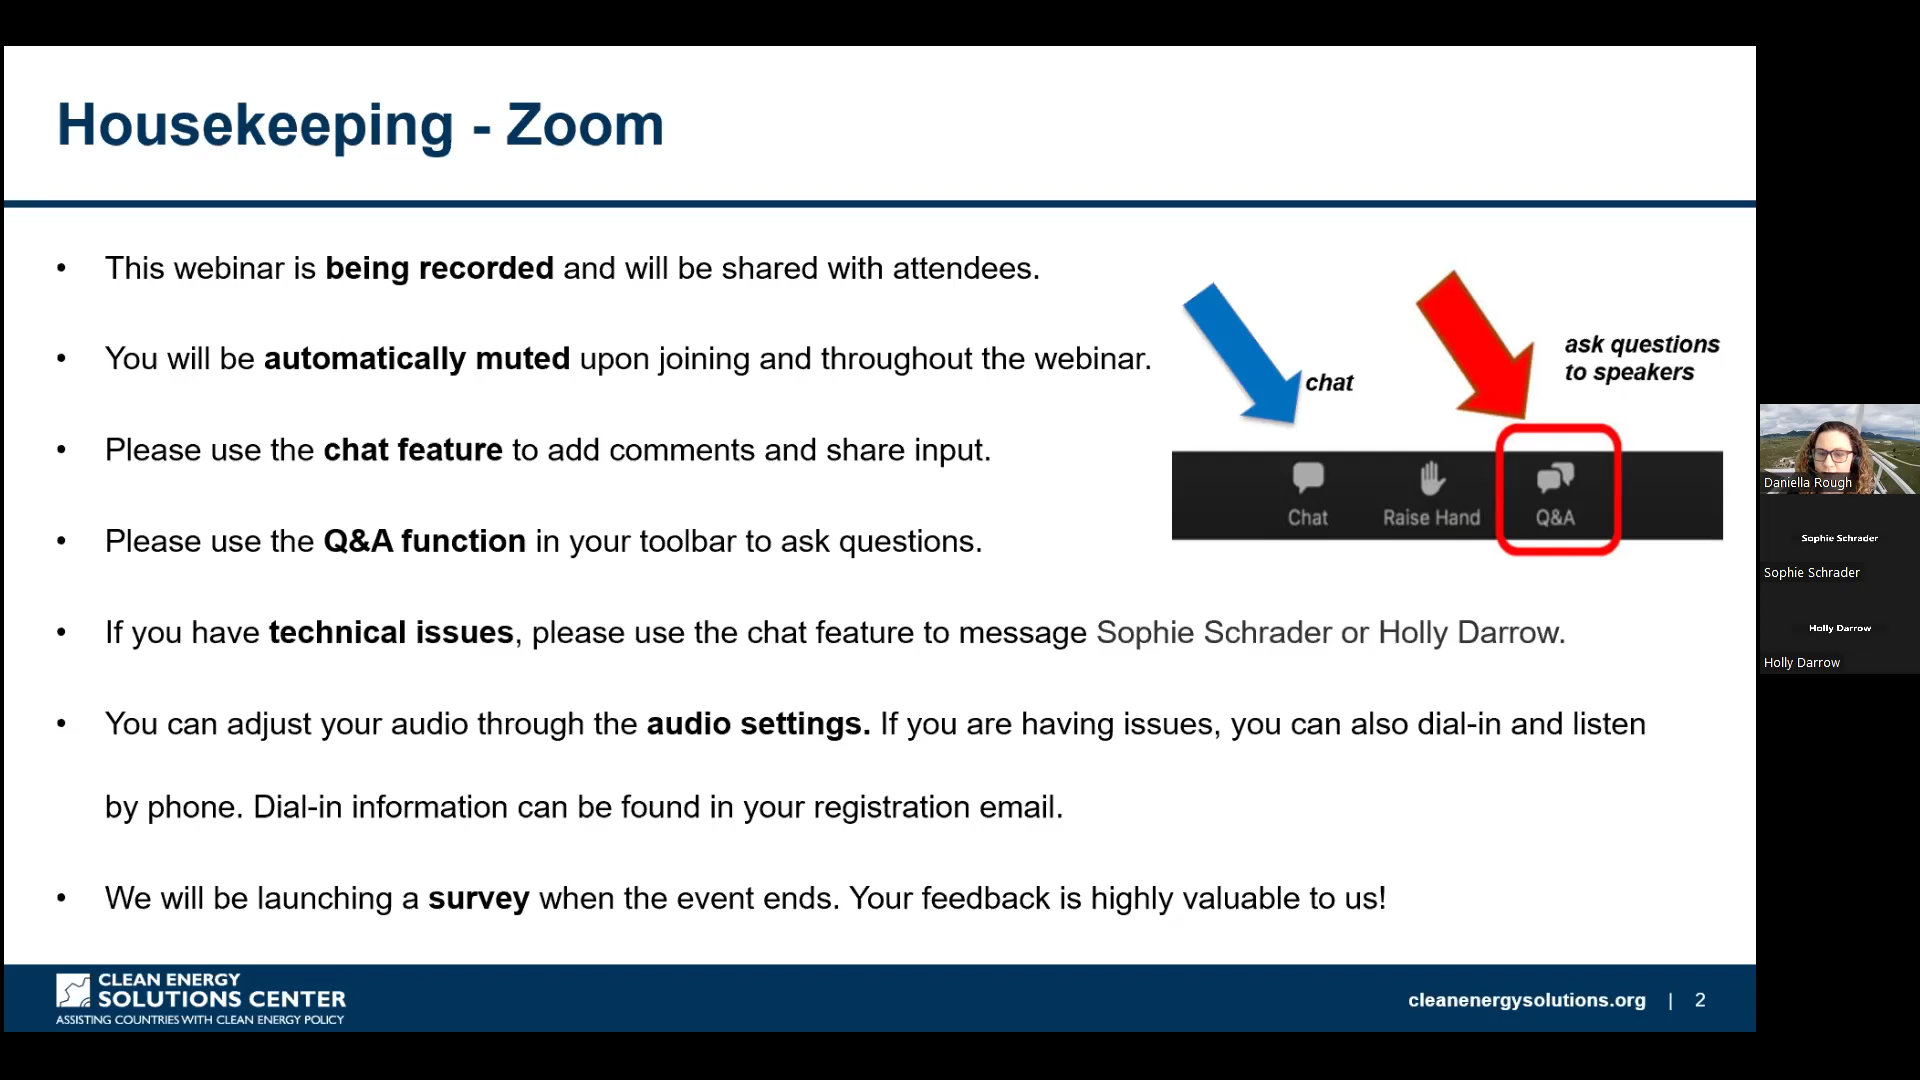 Housekeeping - Zoom
• This webinar is being recorded and will be shared with attendees.
• You will be automatically muted upon joining and throughout the webinar.
• Please use the chat feature to add comments and share input.
• Please use the Q&A function in your toolbar to ask questions.
• If you have technical issues, please use the chat feature to message Sophie Schrader or Holly Darrow.
• You can adjust your audio through the audio settings. If you are having issues, you can also dial-in and listen
by phone. Dial-in information can be found in your registration email.
• We will be launching a survey when the event ends. Your feedback is highly valuable to us!
chat
ask questions
to speakers
Chat
Raise Hand
Q&A
CLEAN ENERGY
SOLUTIONS CENTER
ASSISTING COUNTRIES WITH CLEAN ENERGY POLICY
cleanenergysolutions.org | 2
Daniella Rough
Sophie Schrader
Sophie Schrader
Holly Darrow
Holly Darrow